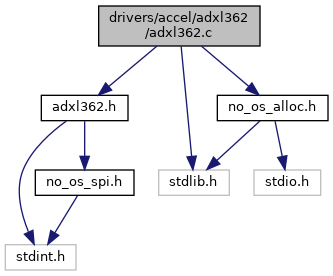 drivers/accel/adxl362
/adxl362.c
adxl362.h
no_os_alloc.h
no_os_spi.h
stdlib.h
stdio.h
stdint.h